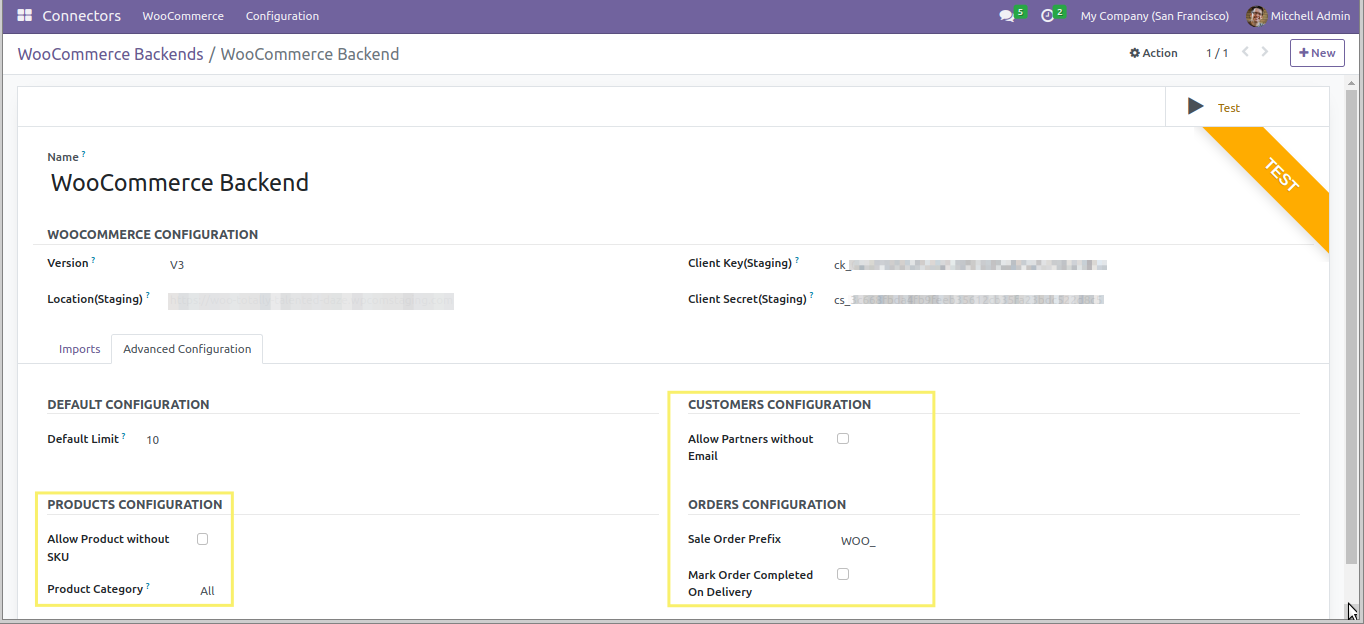 Connectors WooCommerce Configuration 5 2 My Company (San Francisco) Mitchell Admin
WooCommerce Backends / WooCommerce Backend Action 1 / 1 New
Test
TEST
Name ?
WooCommerce Backend
WOOCOMMERCE CONFIGURATION
Version ? V3
Client Key(Staging) ? ck_
Location(Staging) ?
Client Secret(Staging) ? cs_
Imports Advanced Configuration
DEFAULT CONFIGURATION
Default Limit ? 10
CUSTOMERS CONFIGURATION
Allow Partners without
Email
PRODUCTS CONFIGURATION
Allow Product without
SKU
Product Category ? All
ORDERS CONFIGURATION
Sale Order Prefix WOO_
Mark Order Completed
On Delivery